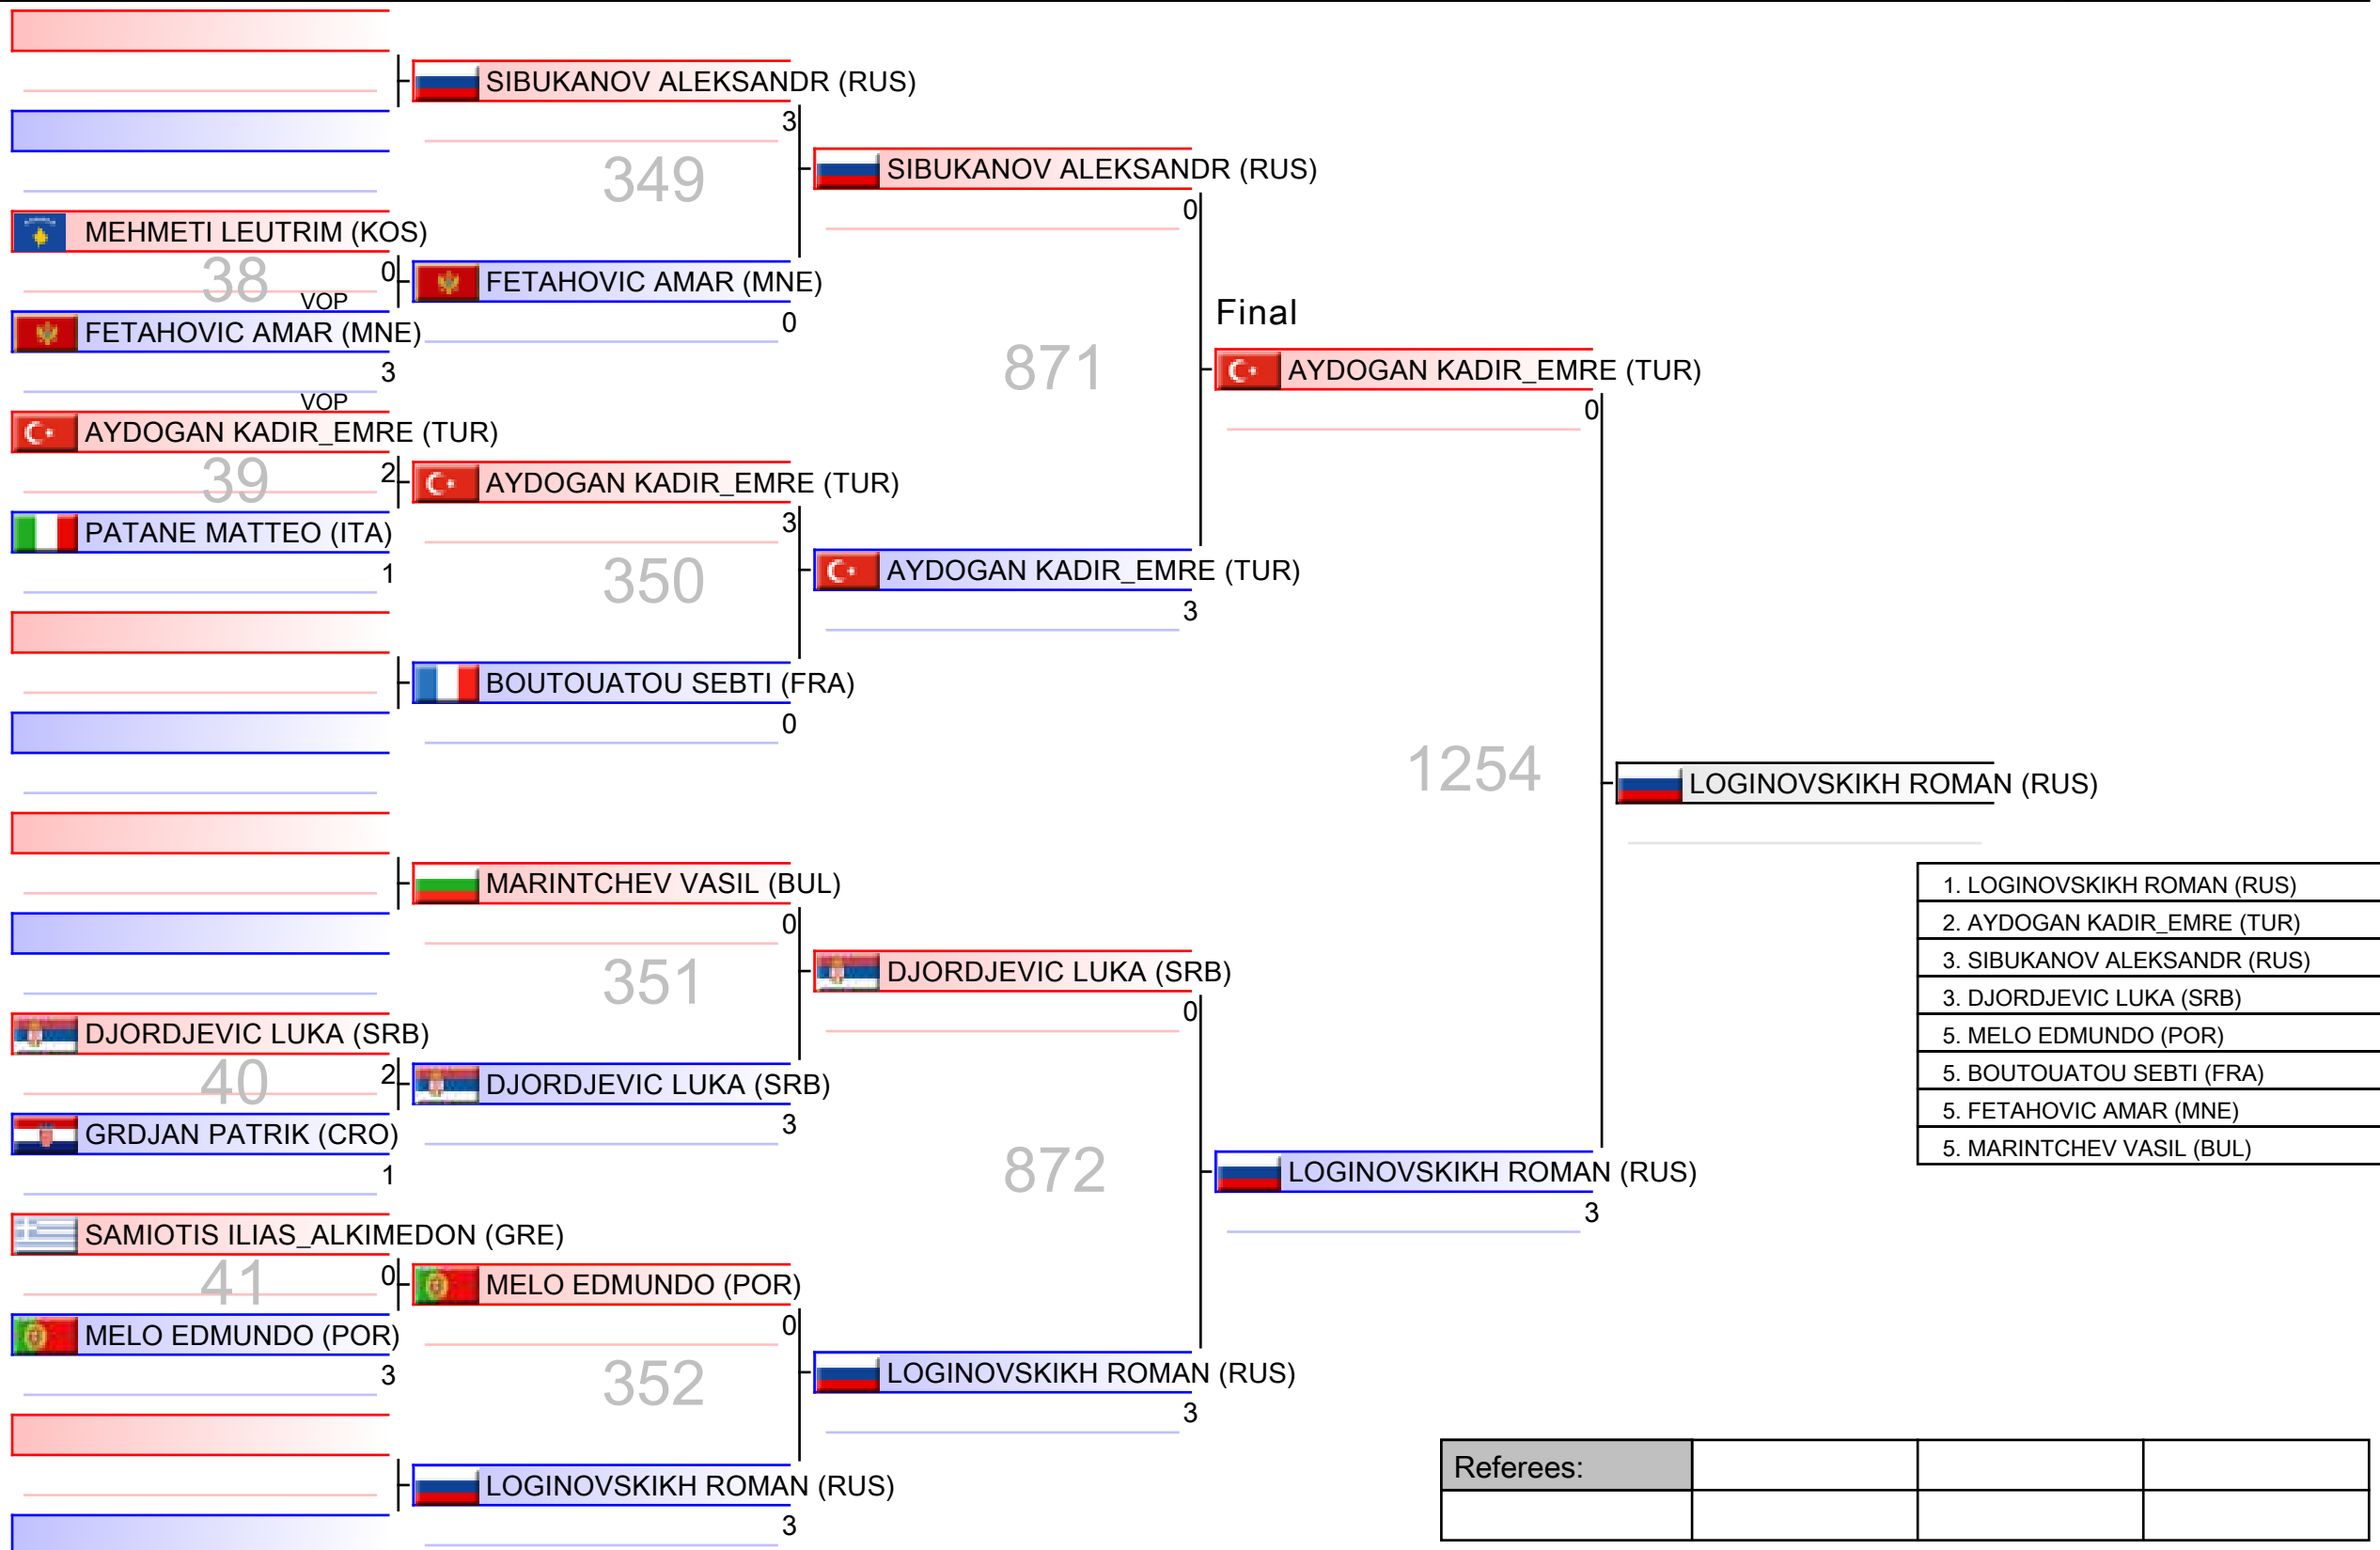 SIBUKANOV ALEKSANDR (RUS)
3
349
SIBUKANOV ALEKSANDR (RUS)
0
MEHMETI LEUTRIM (KOS)
38
0
VOP
FETAHOVIC AMAR (MNE)
0
FETAHOVIC AMAR (MNE)
3
Final
871
AYDOGAN KADIR_EMRE (TUR)
0
VOP
AYDOGAN KADIR_EMRE (TUR)
39
2
AYDOGAN KADIR_EMRE (TUR)
3
PATANE MATTEO (ITA)
1
350
AYDOGAN KADIR_EMRE (TUR)
3
BOUTOUATOU SEBTI (FRA)
0
1254
LOGINOVSKIKH ROMAN (RUS)
MARINTCHEV VASIL (BUL)
0
351
DJORDJEVIC LUKA (SRB)
0
DJORDJEVIC LUKA (SRB)
40
2
DJORDJEVIC LUKA (SRB)
3
GRDJAN PATRIK (CRO)
1
872
LOGINOVSKIKH ROMAN (RUS)
3
SAMIOTIS ILIAS_ALKIMEDON (GRE)
41
0
MELO EDMUNDO (POR)
0
MELO EDMUNDO (POR)
3
352
LOGINOVSKIKH ROMAN (RUS)
3
LOGINOVSKIKH ROMAN (RUS)
3
1. LOGINOVSKIKH ROMAN (RUS)
2. AYDOGAN KADIR_EMRE (TUR)
3. SIBUKANOV ALEKSANDR (RUS)
3. DJORDJEVIC LUKA (SRB)
5. MELO EDMUNDO (POR)
5. BOUTOUATOU SEBTI (FRA)
5. FETAHOVIC AMAR (MNE)
5. MARINTCHEV VASIL (BUL)
Referees: